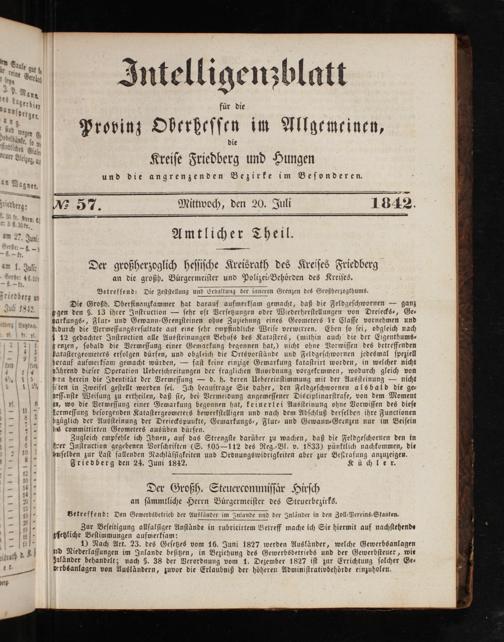 Intelligenzblatt
für die
Provinz Oberhessen im Allgemeinen,
die
Kreise Friedberg und Hungen
und die angrenzenden Bezirke im Besonderen.
№ 57. Mittwoch, den 20. Juli 1842.
Amtlicher Theil.
Der großherzoglich hessische Kreisrath des Kreises Friedberg
an die großh. Bürgermeister und Polizei-Behörden des Kreises.
Betreffend: Die Feststellung und Erhaltung der inneren Grenzen des Großherzogthums.
Die Großh. Oberfinanzkammer hat darauf aufmerksam gemacht, daß die Feldgeschwornen — ganz
gen den §. 13 ihrer Instruction — sehr oft Versetzungen oder Wiederherstellungen von Dreiecks-, Ge-
markungs-, Flur- und Gewann-Grenzsteinen ohne Zuziehung eines Geometers 1r Classe vornehmen und
durch die Vermessungsresultate auf eine sehr empfindliche Weise verwirren. Eben so sei, obgleich nach
§ 12 gedachter Instruction alle Aussteinungen Behufs des Katasters, (mithin auch die der Eigenthums-
grenzen, sobald die Vermessung einer Gemarkung begonnen hat,) nicht ohne Vorwissen des betreffenden
Katastergeometers erfolgen dürfen, und obgleich die Ortsvorstände und Feldgeschwornen jedesmal speziell
darauf aufmerksam gemacht würden, — fast keine einzige Gemarkung katastrirt worden, in welcher nicht
während dieser Operation Ueberschreitungen der fraglichen Anordnung vorgekommen, wodurch gleich von
vorn herein die Identität der Vermessung — d. h. deren Uebereinstimmung mit der Aussteinung — nicht
selten in Zweifel gestellt worden sei. Ich beauftrage Sie daher, den Feldgeschwornen alsbald die ge-
messenste Weisung zu ertheilen, daß sie, bei Vermeidung angemessener Disciplinarstrafe, von dem Moment
an, wo die Vermessung einer Gemarkung begonnen hat, keinerlei Aussteinung ohne Vorwissen des diese
Vermessung besorgenden Katastergeometers bewerkstelligen und nach dem Abschluß derselben ihre Functionen
bezüglich der Aussteinung der Dreieckspunkte, Gemarkungs-, Flur- und Gewann-Grenzen nur im Beisein
des committirten Geometers ausüben dürfen.
Zugleich empfehle ich Ihnen, auf das Strengste darüber zu wachen, daß die Feldgeschwornen den in
ihrer Instruction gegebenen Vorschriften (S. 105—112 des Reg.-Bl. v. 1833) pünktlich nachkommen, die
denselben zur Last fallenden Nachlässigkeiten und Ordnungswidrigkeiten aber zur Bestrafung anzuzeigen.
Friedberg den 24. Juni 1842. Küchler.
Der Großh. Steuercommissär Hirsch
an sämmtliche Herrn Bürgermeister des Steuerbezirks.
Betreffend: Den Gewerbsbetrieb der Ausländer im Inlande und der Inländer in den Zoll-Vereins-Staaten.
Zur Beseitigung allfallsiger Anstände in rubricirtem Betreff mache ich Sie hiermit auf nachstehende
gesetzliche Bestimmungen aufmerksam:
1) Nach Art. 23. des Gesetzes vom 16. Juni 1827 werden Ausländer, welche Gewerbsanlagen
und Niederlassungen im Inlande besitzen, in Beziehung des Gewerbsbetriebs und der Gewerbsteuer, wie
Inländer behandelt; nach §. 38 der Verordnung vom 1. Dezember 1827 ist zur Errichtung solcher Ge-
werbsanlagen von Ausländern, zuvor die Erlaubniß der höheren Administrativbehörde einzuholen.